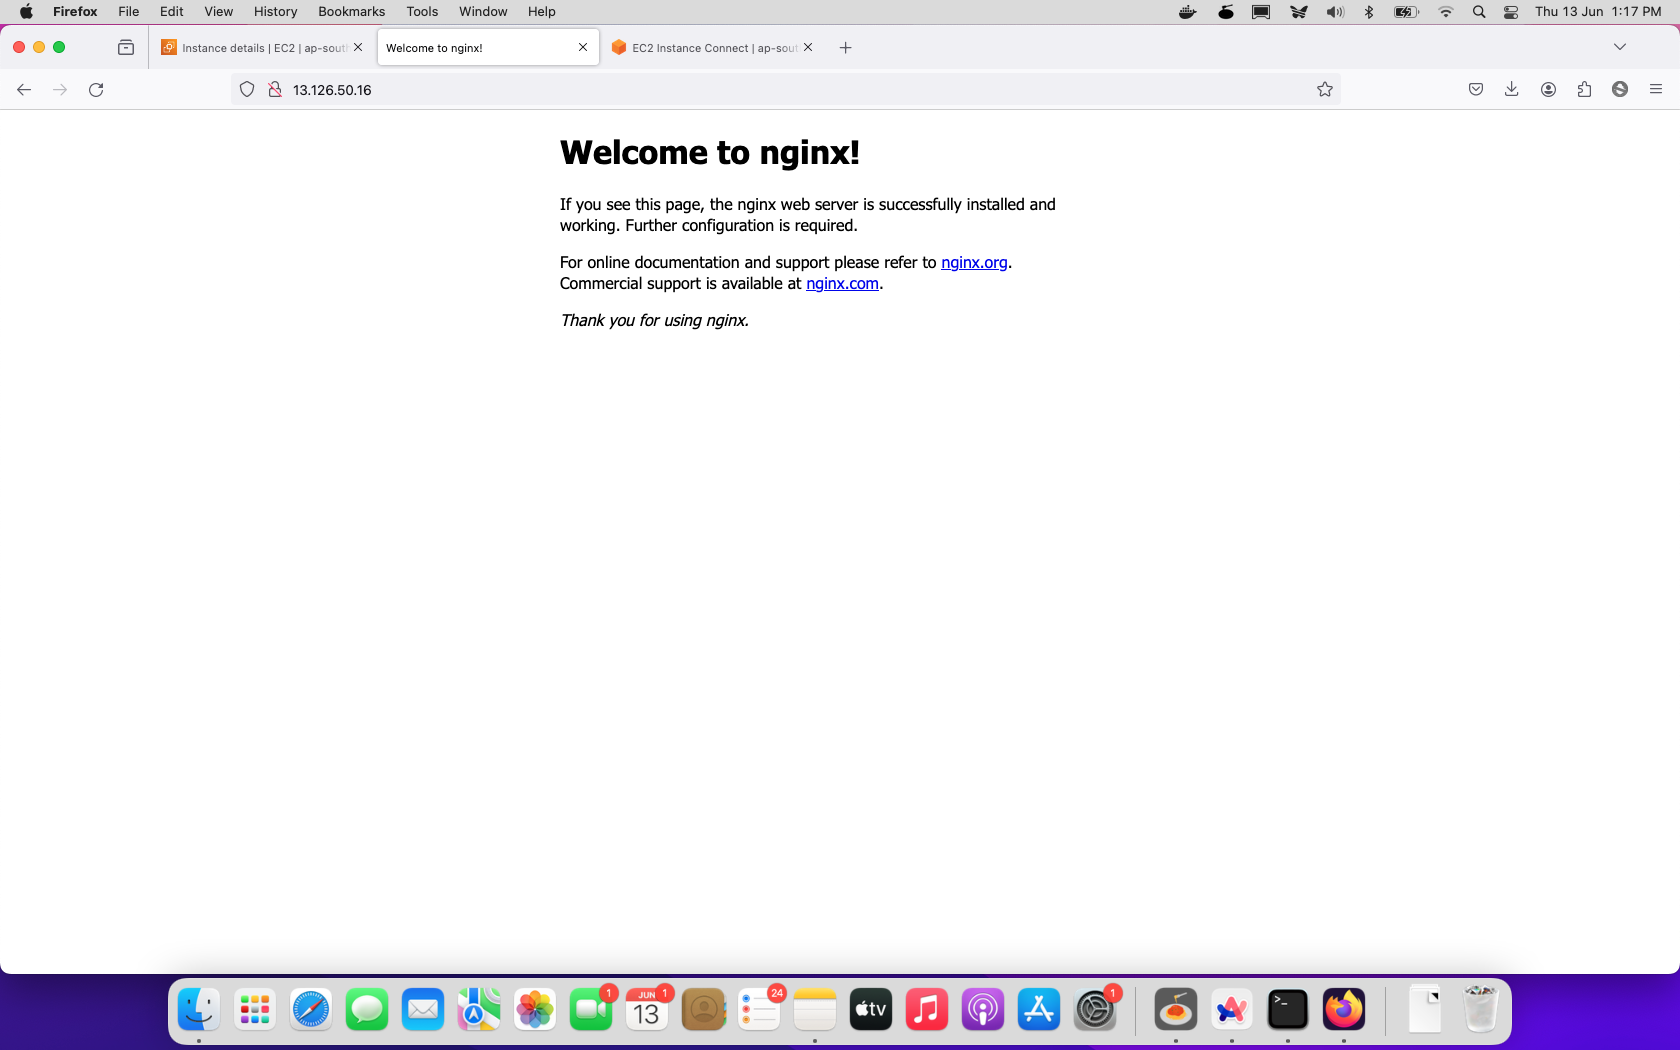 Firefox File Edit View History Bookmarks Tools Window Help Thu 13 Jun 1:17 PM
Instance details | EC2 | ap-sout Welcome to nginx! EC2 Instance Connect | ap-sout
13.126.50.16
Welcome to nginx!
If you see this page, the nginx web server is successfully installed and
working. Further configuration is required.
For online documentation and support please refer to nginx.org.
Commercial support is available at nginx.com.
Thank you for using nginx.
1 JUN 1 24 1
13 tv >_